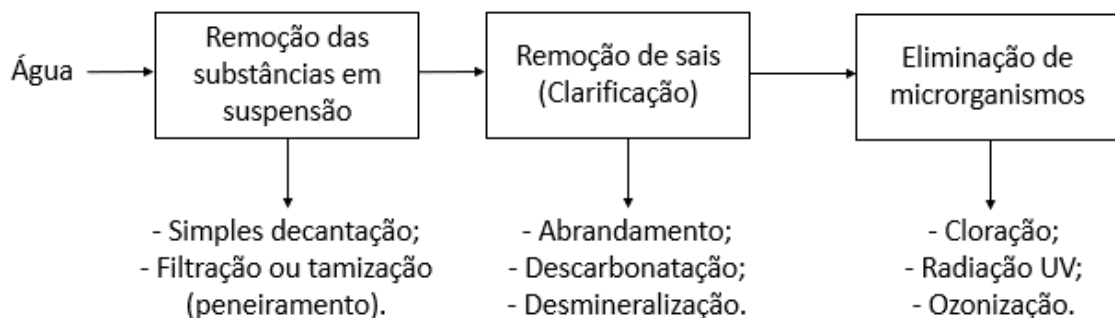 Água
Remoção das
substâncias em
suspensão
Remoção de sais
(Clarificação)
Eliminação de
microrganismos
- Simples decantação;
- Filtração ou tamização
(peneiramento).
- Abrandamento;
- Descarbonatação;
- Desmineralização.
- Cloração;
- Radiação UV;
- Ozonização.